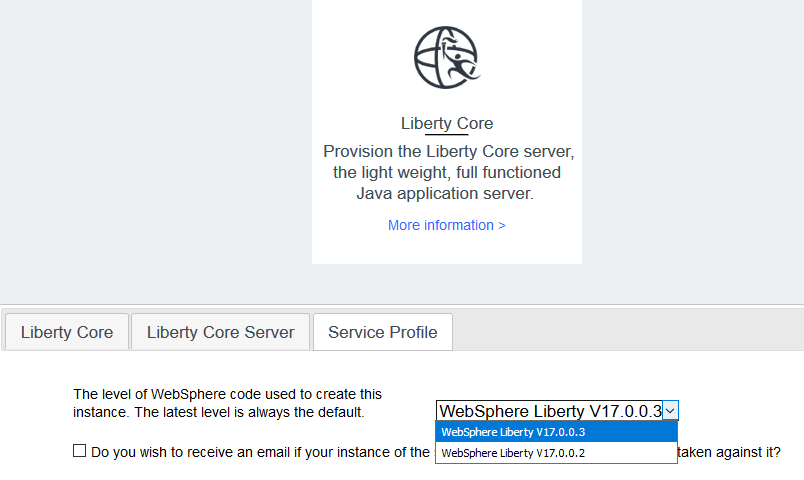 Liberty Core
Provision the Liberty Core server,
the light weight, full functioned
Java application server.
More information >
Liberty Core
Liberty Core Server
Service Profile
The level of WebSphere code used to create this
instance. The latest level is always the default.
WebSphere Liberty V17.0.0.3
WebSphere Liberty V17.0.0.3
WebSphere Liberty V17.0.0.2
Do you wish to receive an email if your instance of the
taken against it?